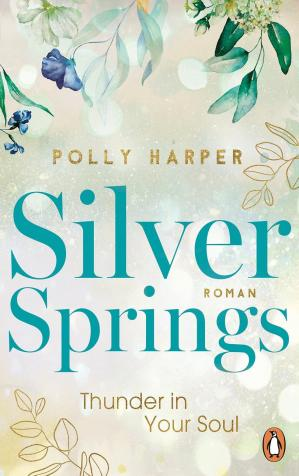 POLLY HARPER
Silver
ROMAN
Springs
Thunder in
Your Soul